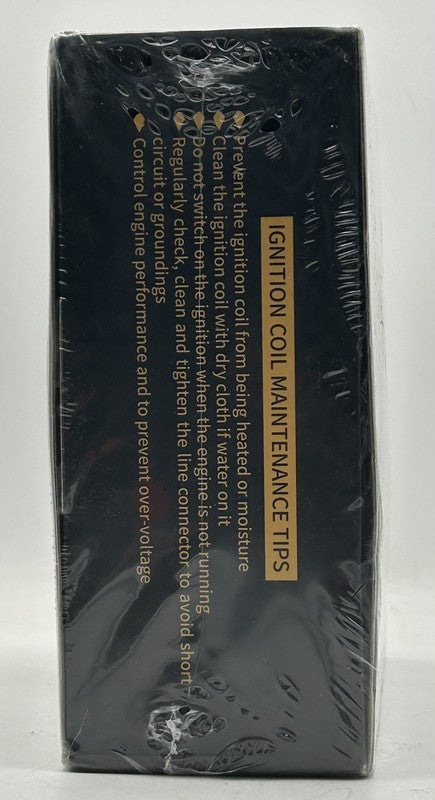 IGNITION COIL MAINTENANCE TIPS
Prevent the ignition coil from being heated or moisture
Clean the ignition coil with dry cloth if water on it
Do not switch on the ignition when the engine is not running
Regularly check, clean and tighten the line connector to avoid short
circuit or groundings
Control engine performance and to prevent over-voltage